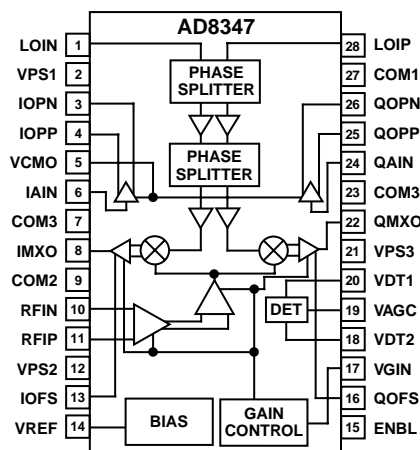 AD8347
LOIN 1
28 LOIP
VPS1 2
27 COM1
IOPN 3
26 QOPN
IOPP 4
25 QOPP
VCMO 5
24 QAIN
IAIN 6
23 COM3
COM3 7
22 QMXO
IMXO 8
21 VPS3
COM2 9
20 VDT1
RFIN 10
19 VAGC
RFIP 11
18 VDT2
VPS2 12
17 VGIN
IOFS 13
16 QOFS
VREF 14
15 ENBL
PHASE
SPLITTER
PHASE
SPLITTER
DET
BIAS
GAIN
CONTROL